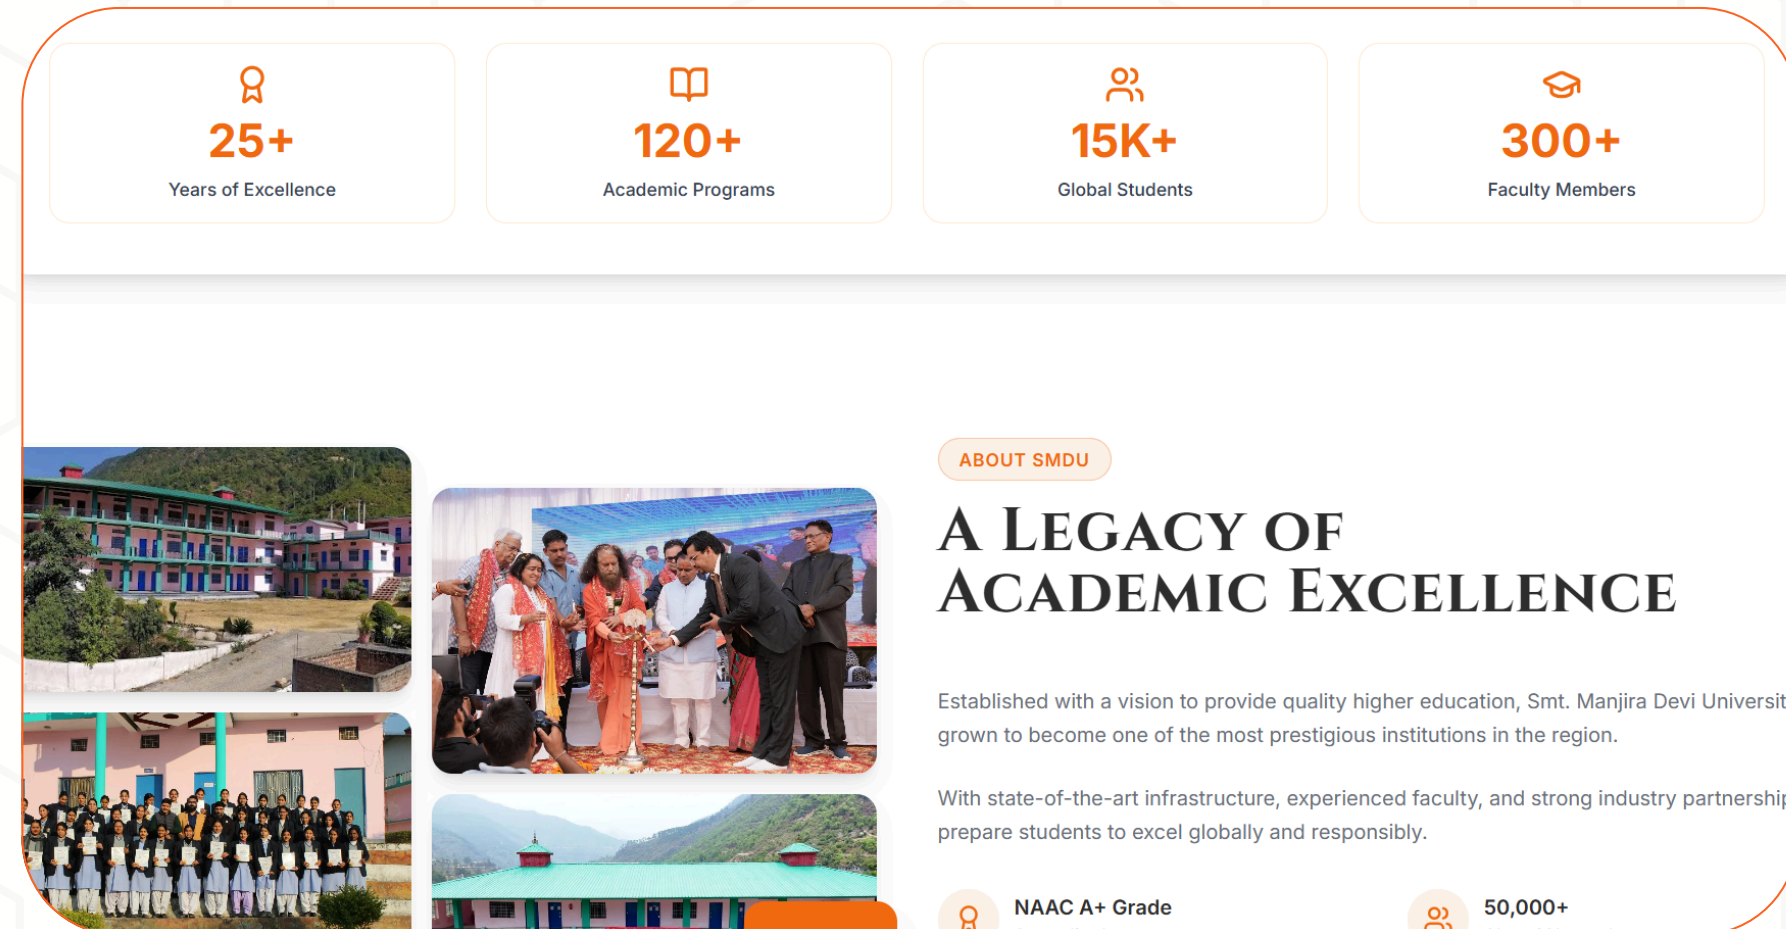 25+
Years of Excellence
120+
Academic Programs
15K+
Global Students
300+
Faculty Members
ABOUT SMDU
A Legacy of
Academic Excellence
Established with a vision to provide quality higher education, Smt. Manjira Devi Universit
grown to become one of the most prestigious institutions in the region.
With state-of-the-art infrastructure, experienced faculty, and strong industry partnership
prepare students to excel globally and responsibly.
NAAC A+ Grade
50,000+